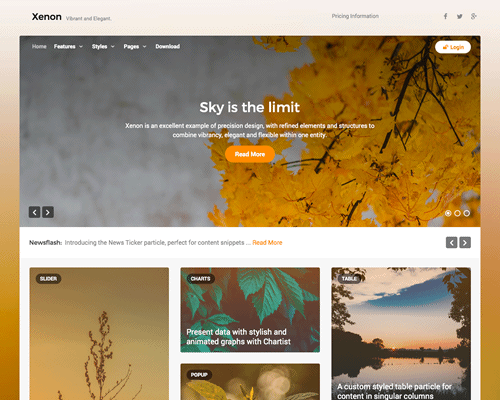 Xenon Vibrant and Elegant.
Pricing Information
Home Features Styles Pages Download
Login
Sky is the limit
Xenon is an excellent example of precision design, with refined elements and structures to
combine vibrancy, elegant and flexible within one entity.
Read More
Newsflash: Introducing the News Ticker particle, perfect for content snippets ... Read More
SLIDER
CHARTS
Present data with stylish and
animated graphs with Chartist
POPUP
TABLE
A custom styled table particle for
content in singular columns